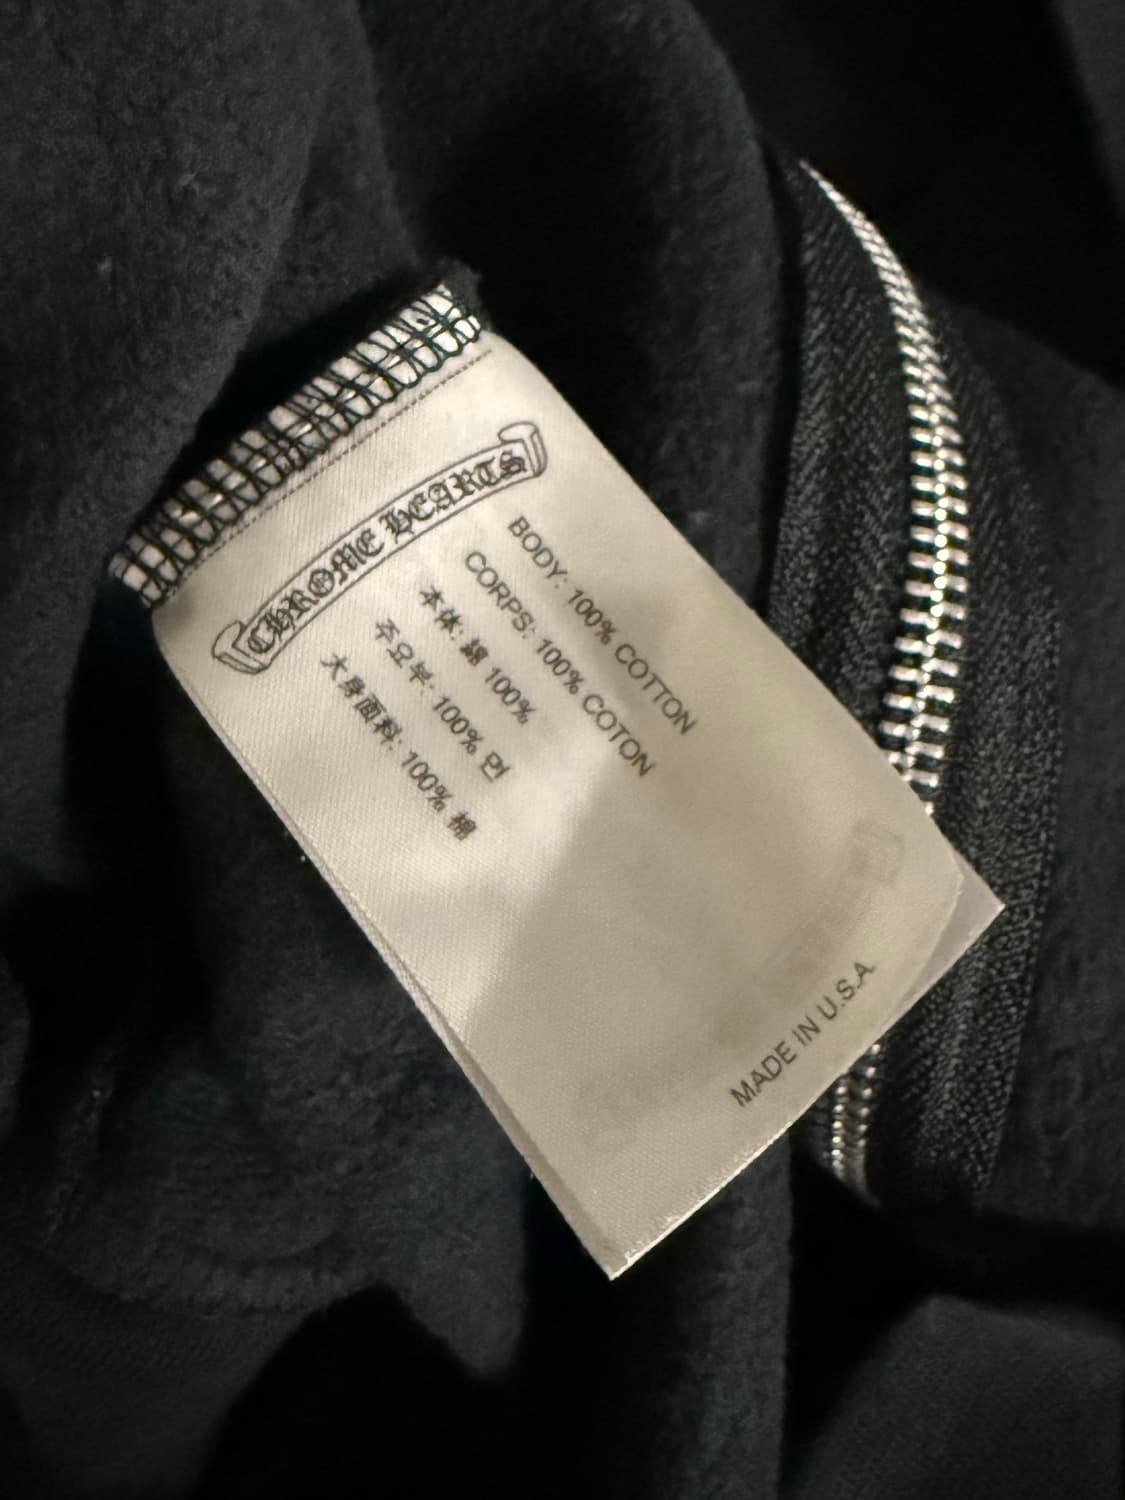 CHROME HEARTS
BODY: 100% COTTON
CORPS: 100% COTON
本体: 綿 100%
주요부: 100% 면
大身面料: 100% 棉
MADE IN U.S.A.